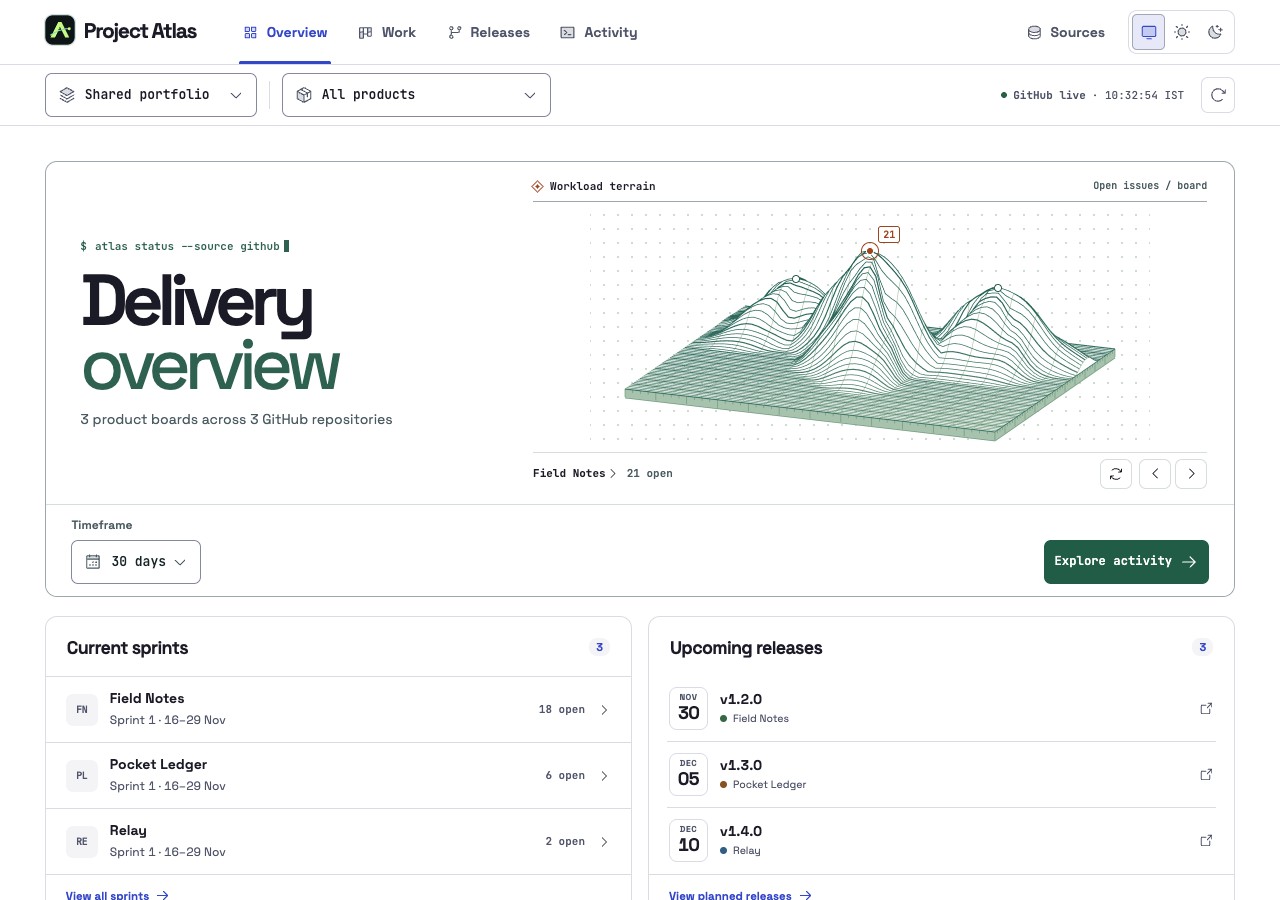 Project Atlas
Overview
Work
Releases
Activity
Sources
Shared portfolio
All products
GitHub live · 10:32:54 IST
Workload terrain
Open issues / board
21
$ atlas status --source github
Delivery
overview
3 product boards across 3 GitHub repositories
Field Notes
21 open
Timeframe
30 days
Explore activity
Current sprints
3
FN
Field Notes
Sprint 1 · 16–29 Nov
18 open
PL
Pocket Ledger
Sprint 1 · 16–29 Nov
6 open
RE
Relay
Sprint 1 · 16–29 Nov
2 open
View all sprints
Upcoming releases
3
NOV
30
v1.2.0
Field Notes
DEC
05
v1.3.0
Pocket Ledger
DEC
10
v1.4.0
Relay
View planned releases